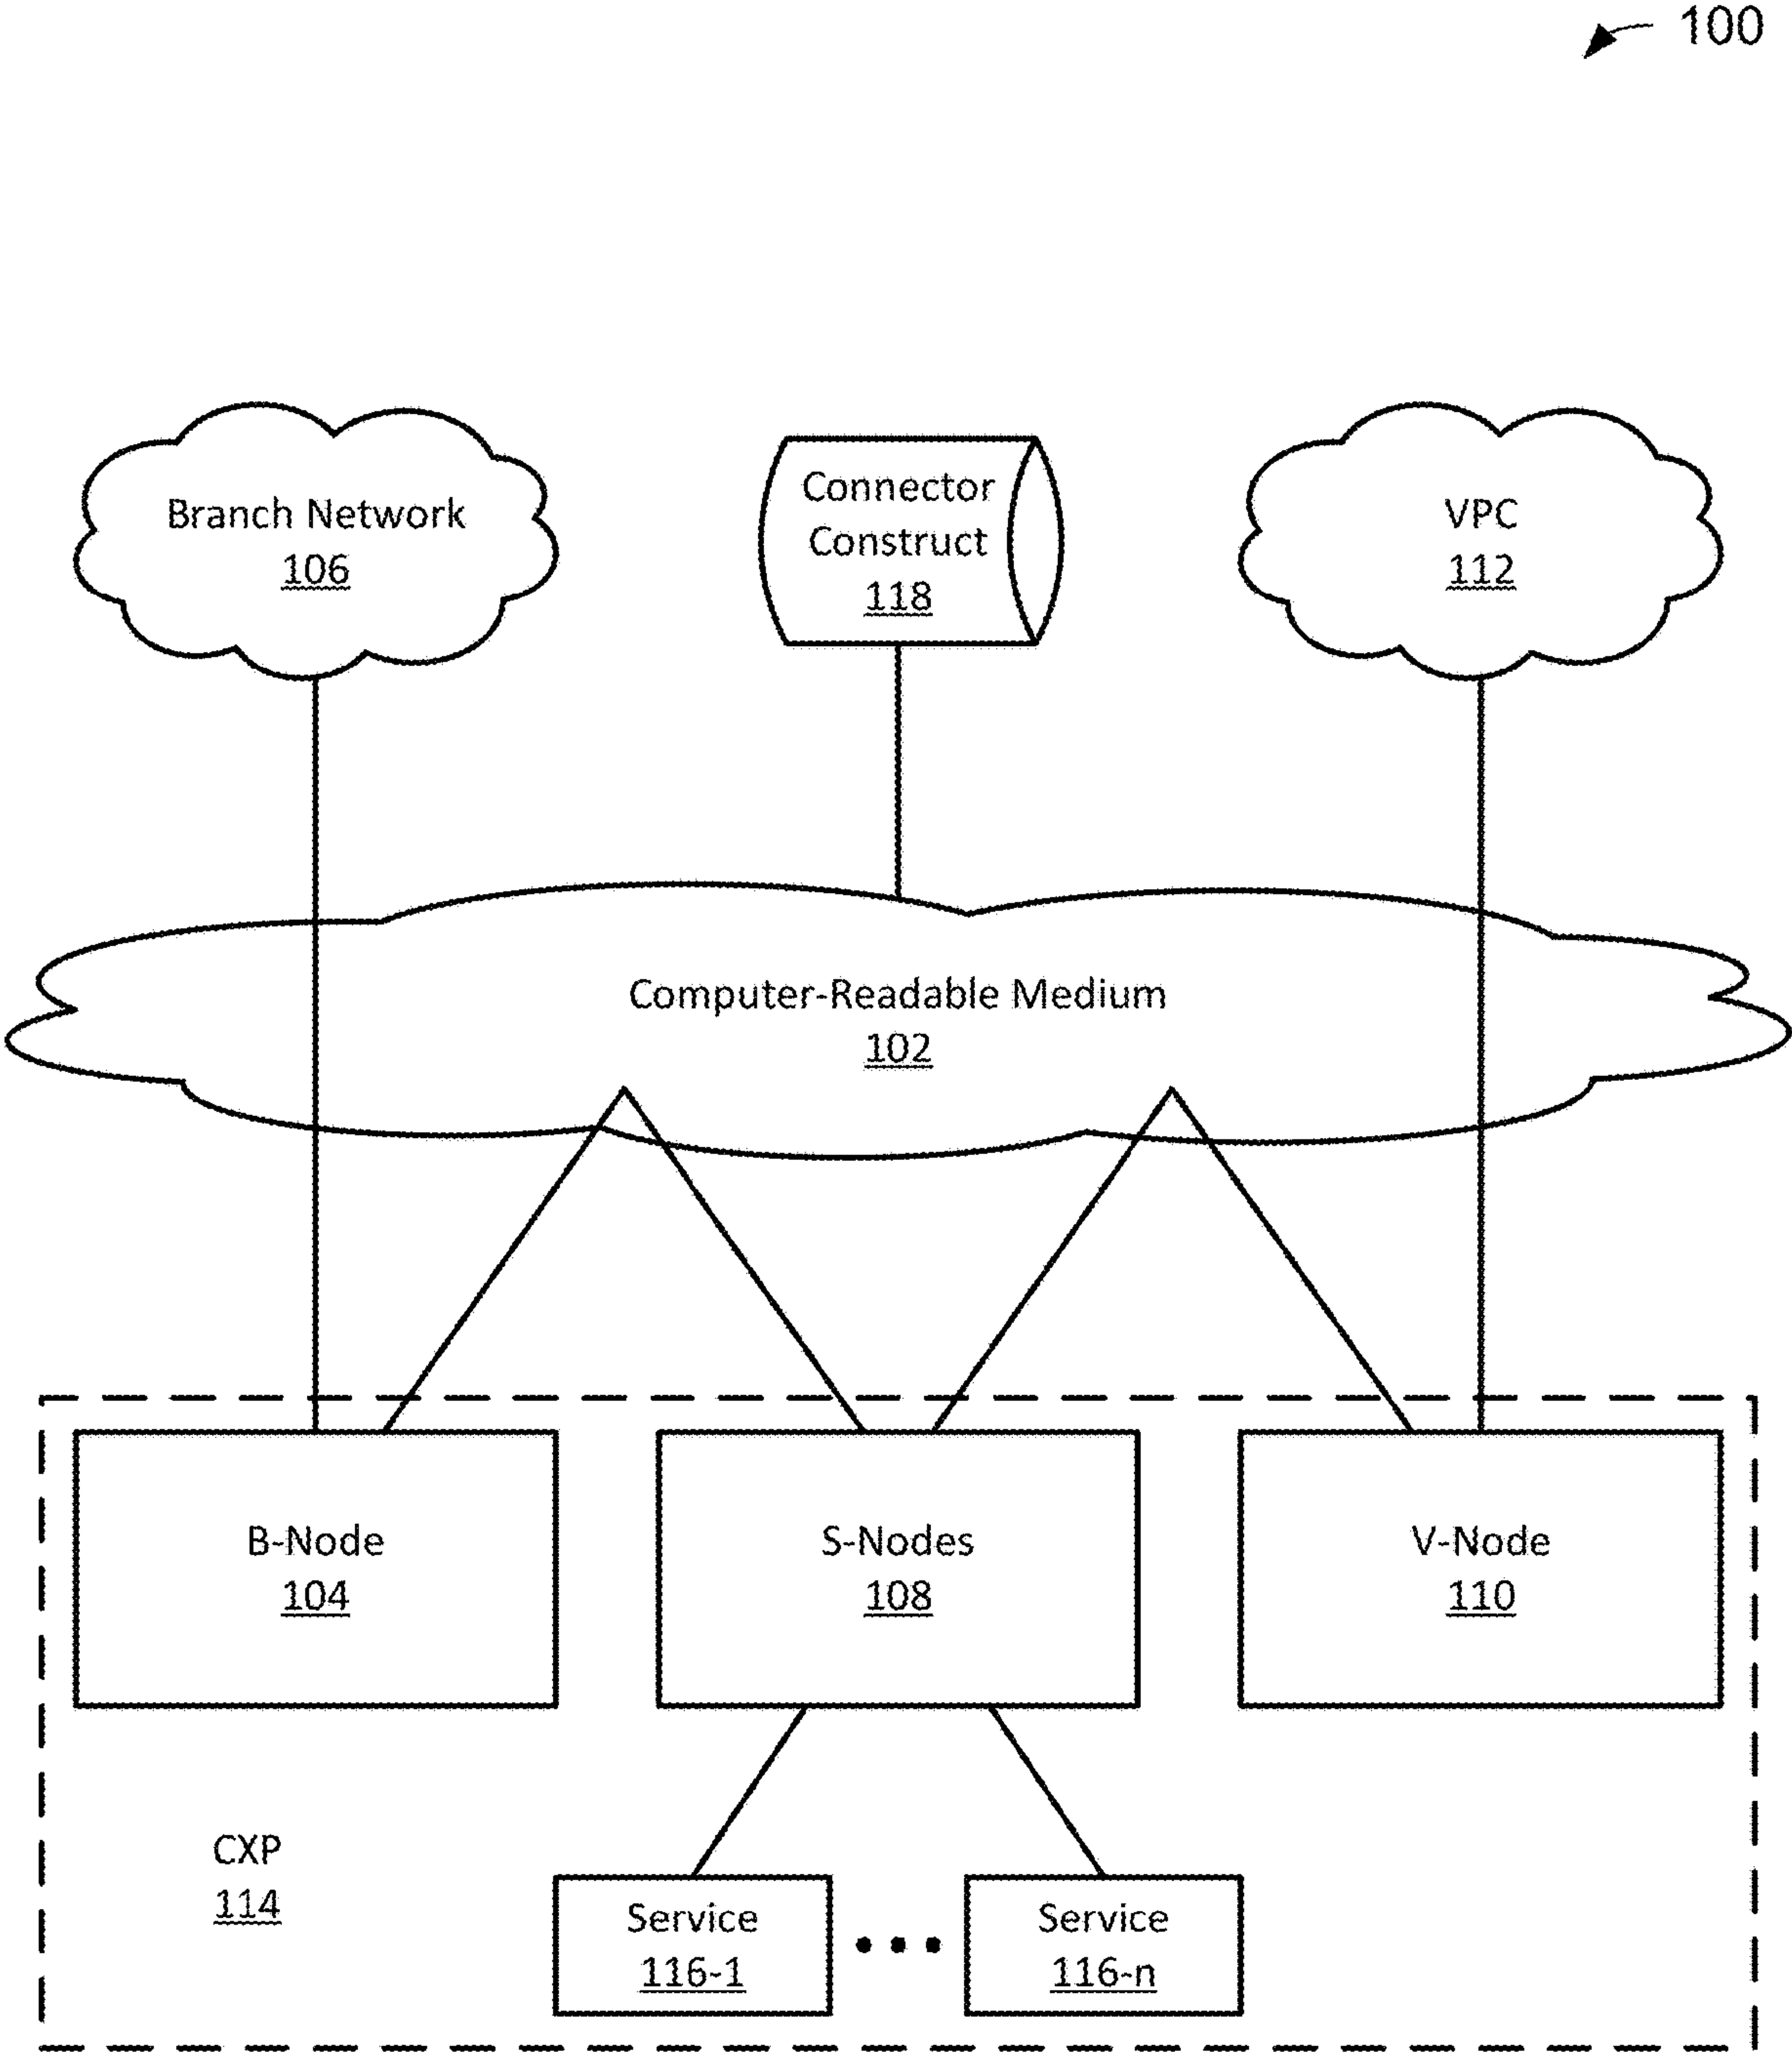 100
Branch Network
106
Connector
Construct
118
VPC
112
Computer-Readable Medium
102
B-Node
104
S-Nodes
108
V-Node
110
CXP
114
Service
116-1
Service
116-n